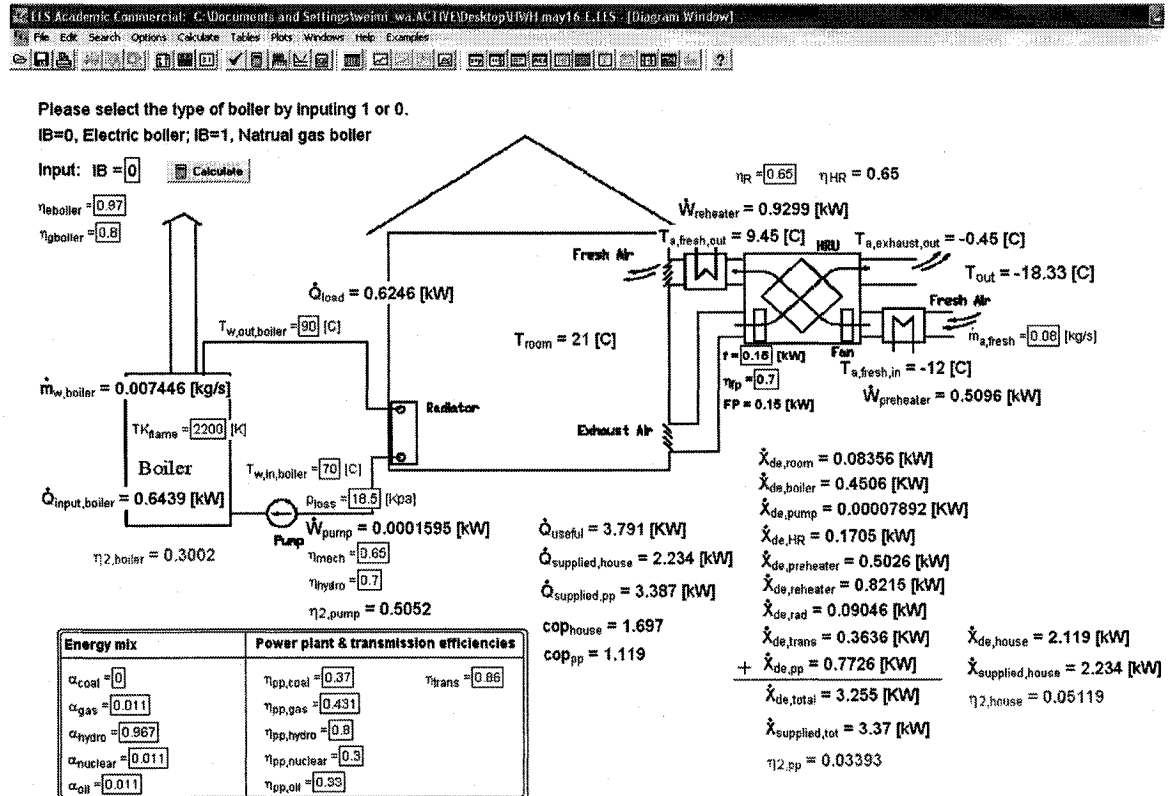 EES Academic Commercial: C:\Documents and Settings\weimi_wa.ACTIVE\Desktop\HWH may16-E.EES - [Diagram Window]
File Edit Search Options Calculate Tables Plots Windows Help Examples
Please select the type of boiler by inputing 1 or 0.
IB=0, Electric boiler; IB=1, Natrual gas boiler
Input: IB = 0 Calculate
ηeboiler = 0.97
ηgboiler = 0.8
ηR = 0.65 ηHR = 0.65
Ẇreheater = 0.9299 [kW]
Ta,fresh,out = 9.45 [C] HRU Ta,exhaust,out = -0.45 [C]
Fresh Air
Tout = -18.33 [C]
Q̇load = 0.6246 [kW]
Fresh Air
Tw,out,boiler = 90 [C]
Troom = 21 [C]
ṁa,fresh = 0.08 [kg/s]
f = 0.15 [kW] Fan
Ta,fresh,in = -12 [C]
ηfp = 0.7
ṁw,boiler = 0.007446 [kg/s]
Ẇpreheater = 0.5096 [kW]
FP = 0.15 [kW]
Radiator
TKflame = 2200 [K]
Exhaust Air
Boiler
Tw,in,boiler = 70 [C]
Q̇input,boiler = 0.6439 [kW]
Ploss = 18.5 [Kpa]
Pump
Ẇpump = 0.0001595 [kW]
η2,boiler = 0.3002
ηmech = 0.65
ηhydro = 0.7
η2,pump = 0.5052
Q̇useful = 3.791 [KW]
Q̇supplied,house = 2.234 [kW]
Q̇supplied,pp = 3.387 [kW]
cophouse = 1.697
coppp = 1.119
Ẋde,room = 0.08356 [kW]
Ẋde,boiler = 0.4506 [KW]
Ẋde,pump = 0.00007892 [KW]
Ẋde,HR = 0.1705 [kW]
Ẋde,preheater = 0.5026 [kW]
Ẋde,reheater = 0.8215 [kW]
Ẋde,rad = 0.09046 [kW]
Ẋde,trans = 0.3636 [KW]
+ Ẋde,pp = 0.7726 [KW]
Ẋde,total = 3.255 [KW]
Ẋsupplied,tot = 3.37 [kW]
η2,pp = 0.03393
Ẋde,house = 2.119 [kW]
Ẋsupplied,house = 2.234 [kW]
η2,house = 0.05119
Energy mix Power plant & transmission efficiencies
αcoal = 0 ηpp,coal = 0.37 ηtrans = 0.86
αgas = 0.011 ηpp,gas = 0.431
αhydro = 0.967 ηpp,hydro = 0.8
αnuclear = 0.011 ηpp,nuclear = 0.3
αoil = 0.011 ηpp,oil = 0.33